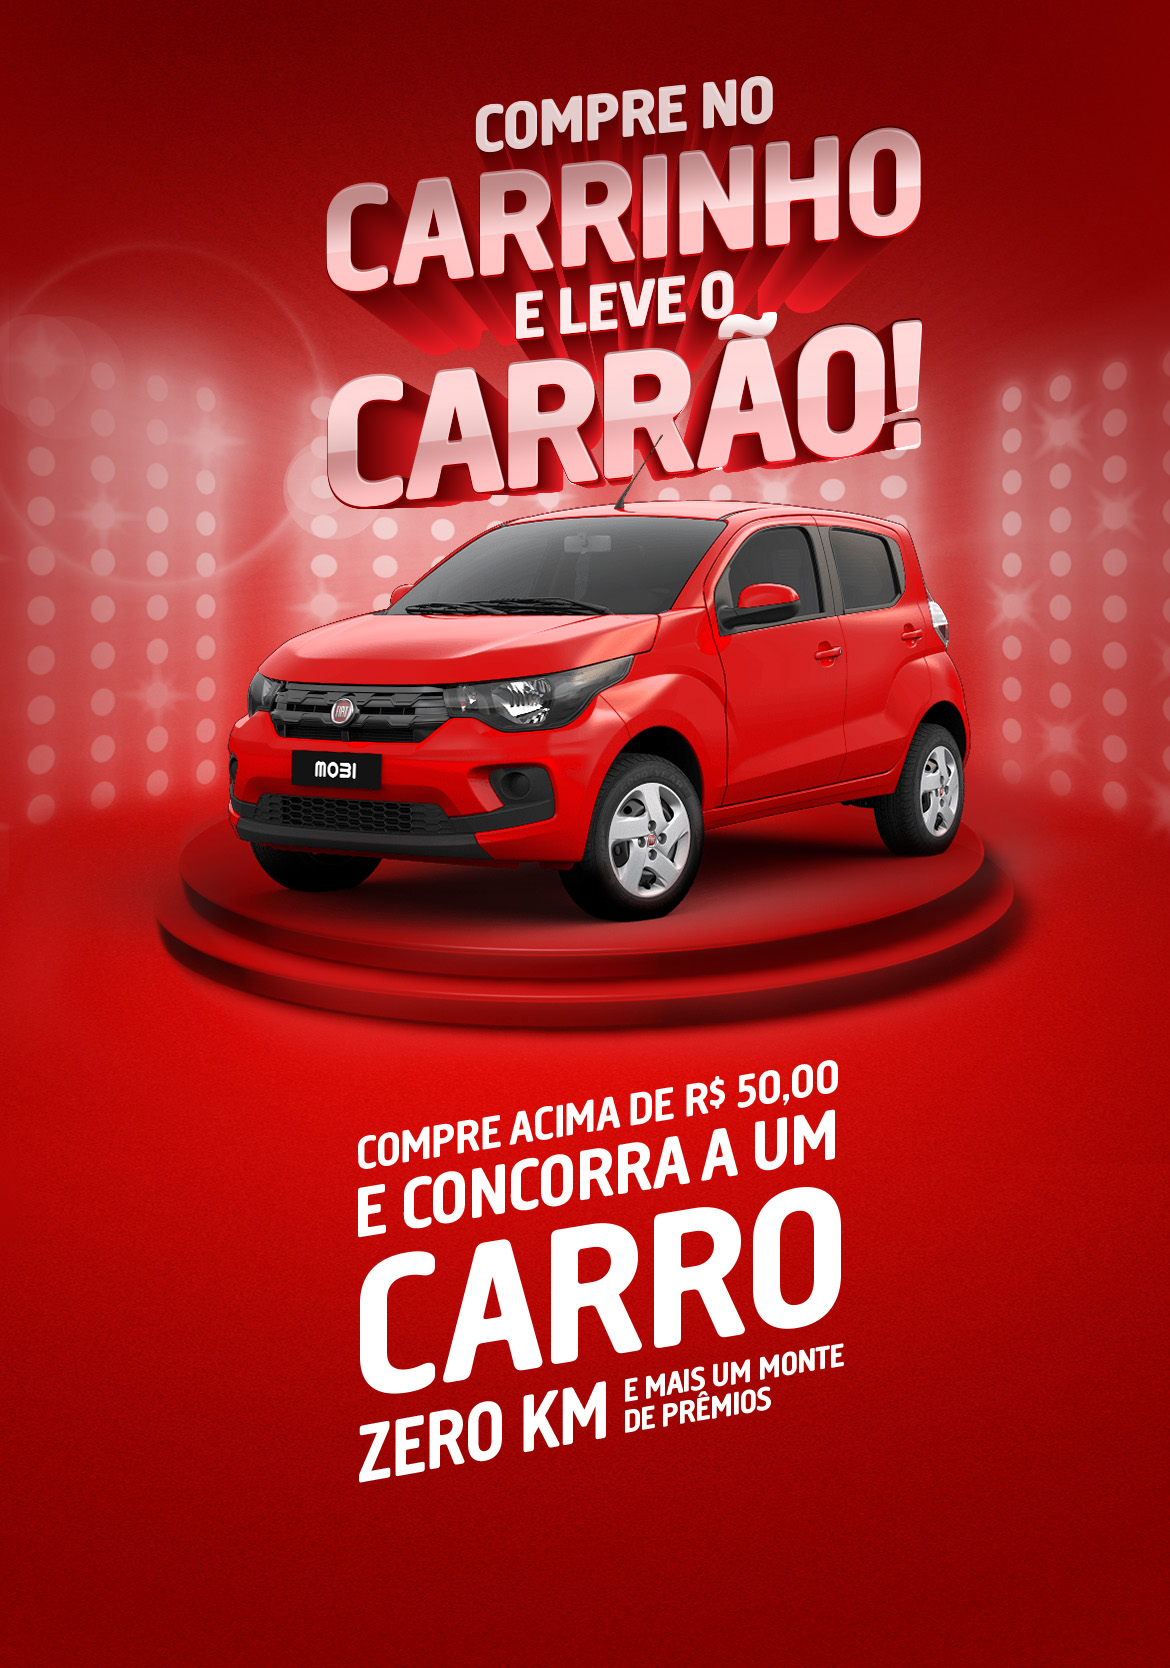 COMPRE NO
CARRINHO
E LEVE O
CARRÃO!
FIAT
MOBI
COMPRE ACIMA DE R$ 50,00
E CONCORRA A UM
CARRO
ZERO KM
E MAIS UM MONTE
DE PRÊMIOS